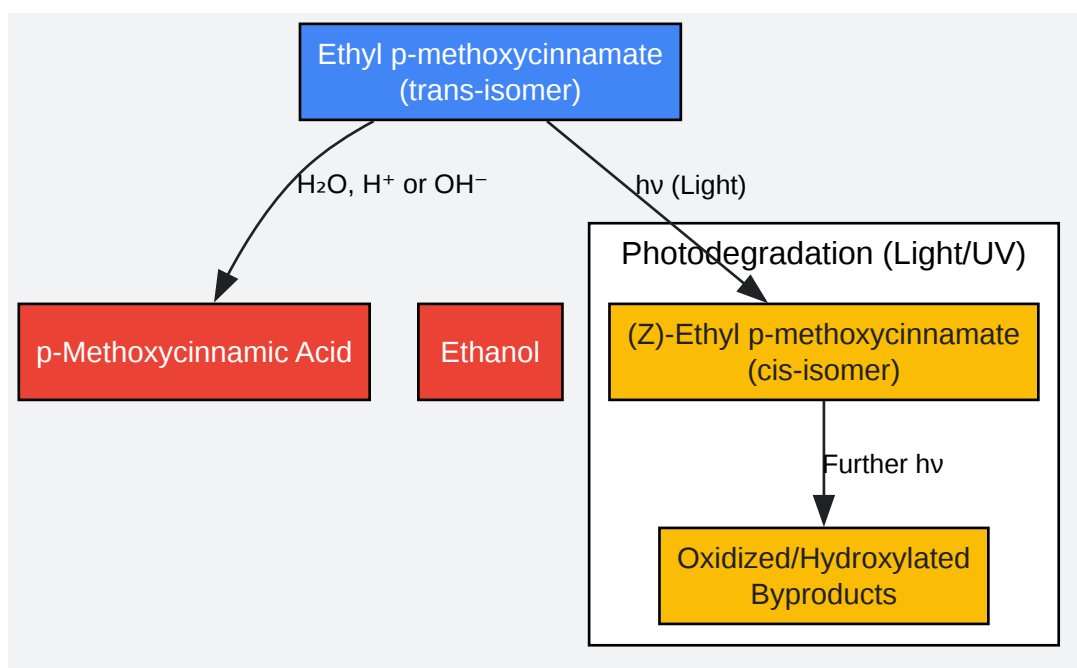 Ethyl p-methoxycinnamate
(trans-isomer)
H₂O, H⁺ or OH⁻
hν (Light)
Photodegradation (Light/UV)
p-Methoxycinnamic Acid
Ethanol
(Z)-Ethyl p-methoxycinnamate
(cis-isomer)
Further hν
Oxidized/Hydroxylated
Byproducts